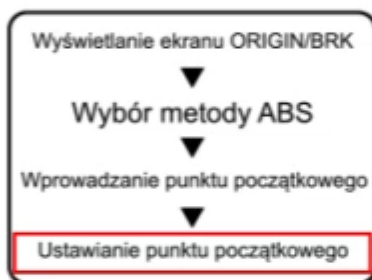 Wyświetlanie ekranu ORIGIN/BRK
Wybór metody ABS
Wprowadzanie punktu początkowego
Ustawianie punktu początkowego